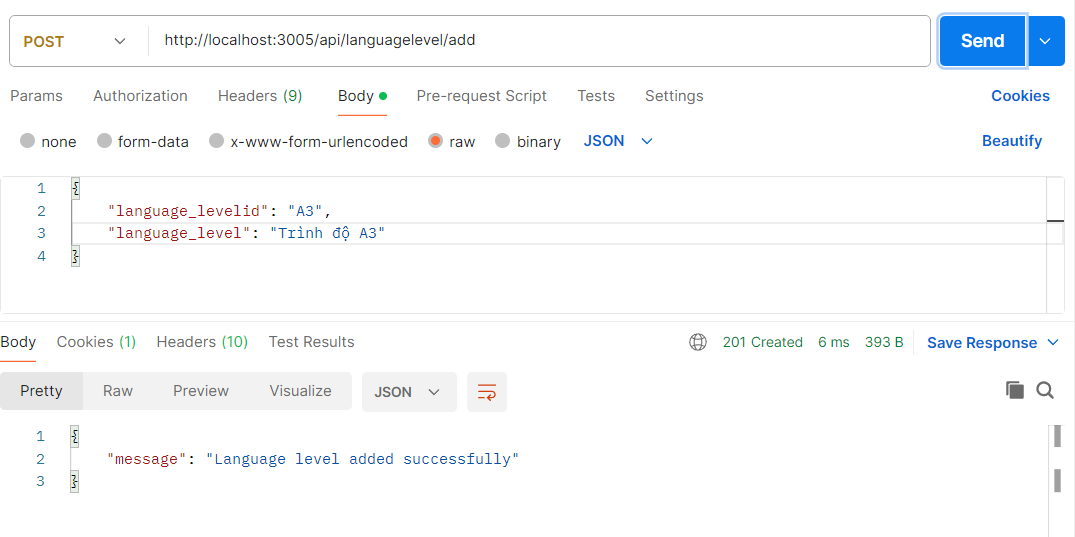 POST http://localhost:3005/api/languagelevel/add Send
Params Authorization Headers (9) Body Pre-request Script Tests Settings Cookies
none form-data x-www-form-urlencoded raw binary JSON Beautify
1 {
2 "language_levelid": "A3",
3 "language_level": "Trình độ A3"
4 }
Body Cookies (1) Headers (10) Test Results 201 Created 6 ms 393 B Save Response
Pretty Raw Preview Visualize JSON
1 {
2 "message": "Language level added successfully"
3 }